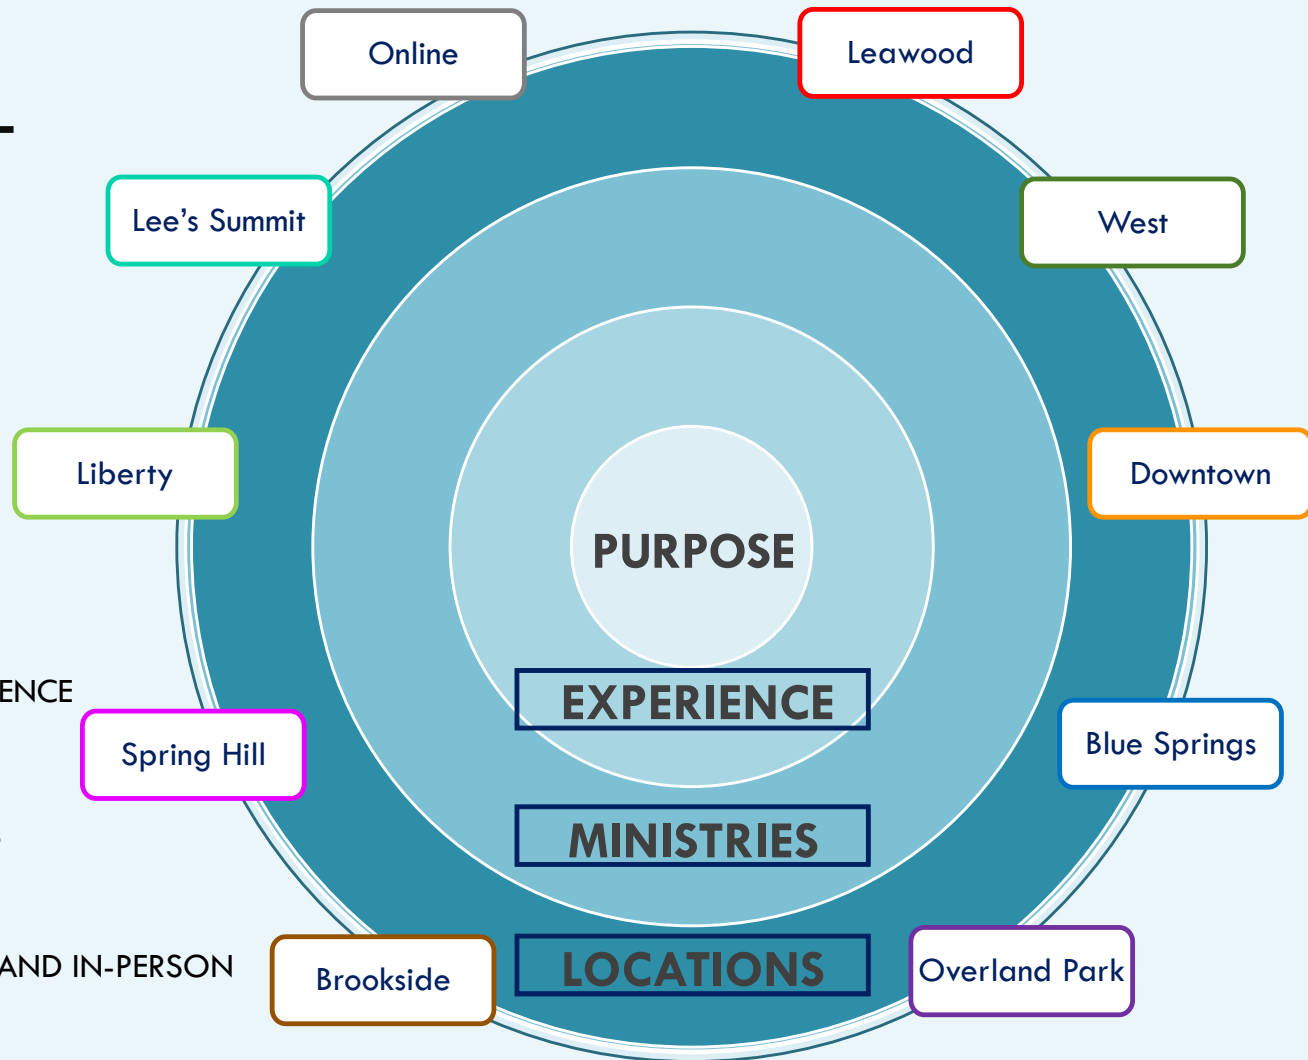 Online
Leawood
Lee's Summit
West
Liberty
Downtown
PURPOSE
ENCE
EXPERIENCE
Spring Hill
Blue Springs
MINISTRIES
AND IN-PERSON
Brookside
LOCATIONS
Overland Park